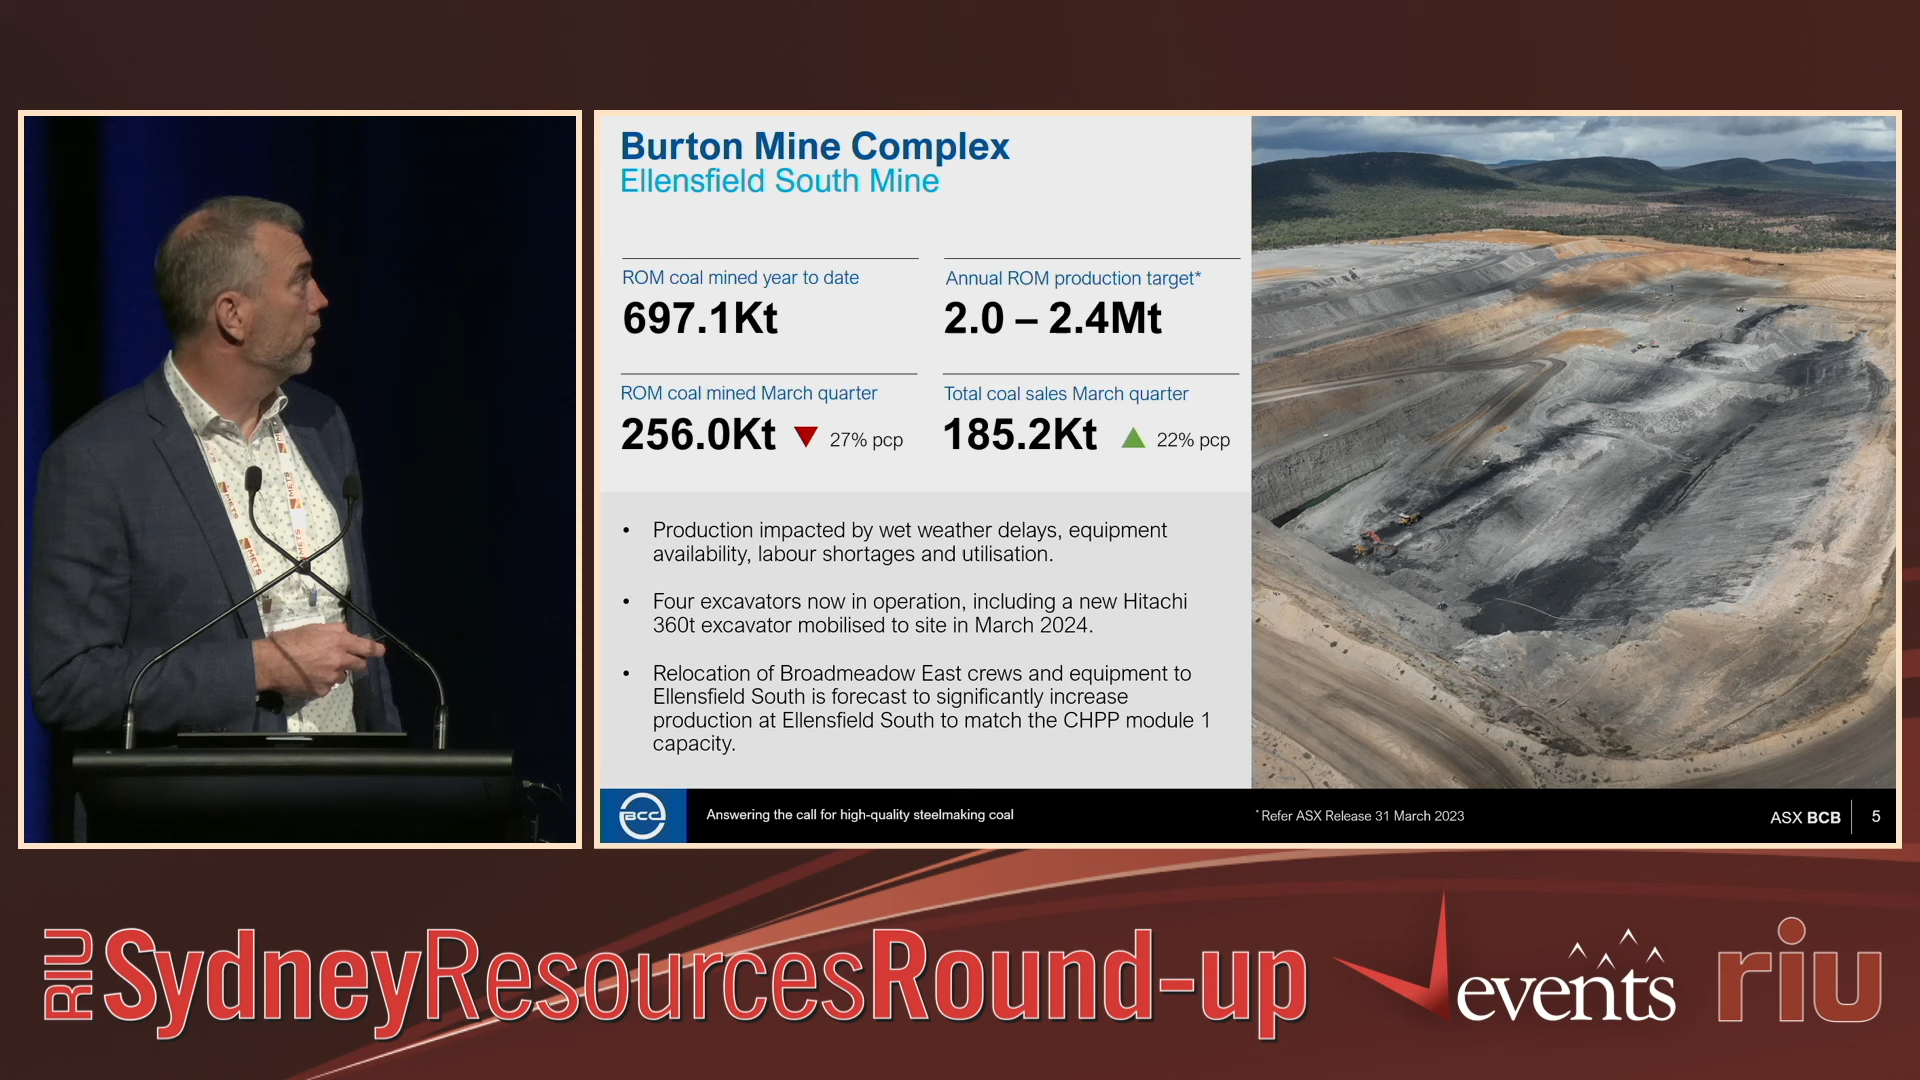 Burton Mine Complex
Ellensfield South Mine
ROM coal mined year to date
697.1Kt
Annual ROM production target*
2.0 – 2.4Mt
ROM coal mined March quarter
256.0Kt 27% pcp
Total coal sales March quarter
185.2Kt 22% pcp
• Production impacted by wet weather delays, equipment
availability, labour shortages and utilisation.
• Four excavators now in operation, including a new Hitachi
360t excavator mobilised to site in March 2024.
• Relocation of Broadmeadow East crews and equipment to
Ellensfield South is forecast to significantly increase
production at Ellensfield South to match the CHPP module 1
capacity.
BCC
Answering the call for high-quality steelmaking coal
* Refer ASX Release 31 March 2023
ASX BCB
5
METS
METS
METS
METS
RIU SydneyResourcesRound-up
events
riu